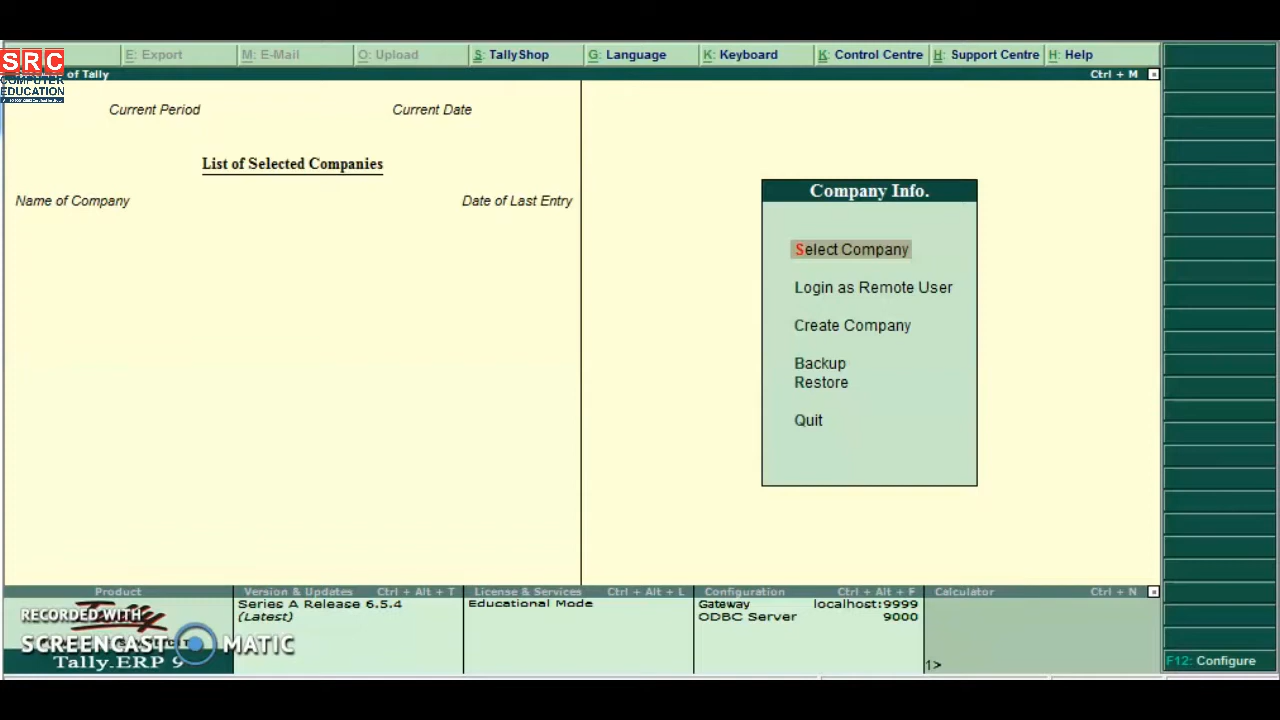 SRC
COMPUTER
EDUCATION
E: Export
M: E-Mail
O: Upload
S: TallyShop
G: Language
K: Keyboard
K: Control Centre
H: Support Centre
H: Help
of Tally
Ctrl + M
Current Period
Current Date
List of Selected Companies
Name of Company
Date of Last Entry
Company Info.
Select Company
Login as Remote User
Create Company
Backup
Restore
Quit
Product
Version & Updates Ctrl + Alt + T
License & Services Ctrl + Alt + L
Configuration Ctrl + Alt + F
Calculator Ctrl + N
Series A Release 6.5.4
(Latest)
Educational Mode
Gateway localhost:9999
ODBC Server 9000
RECORDED WITH
SCREENCAST MATIC
Tally.ERP 9
1>
F12: Configure